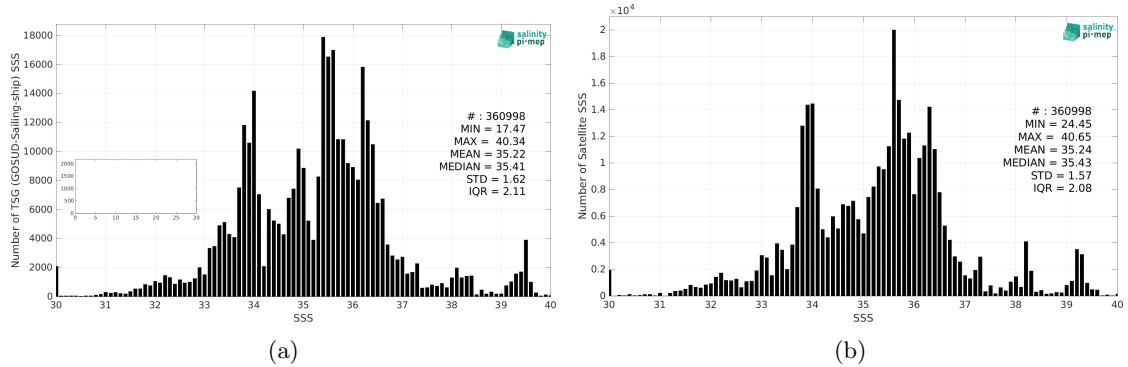 18000
16000
14000
12000
10000
8000
6000
4000
2000
0
Number of TSG (GOSUD-Sailing-ship) SSS
2000
1500
1000
500
0
0 5 10 15 20 25 30
salinity
pi-mep
# : 360998
MIN = 17.47
MAX = 40.34
MEAN = 35.22
MEDIAN = 35.41
STD = 1.62
IQR = 2.11
30 31 32 33 34 35 36 37 38 39 40
SSS
(a)
×10⁴
2
1.8
1.6
1.4
1.2
1
0.8
0.6
0.4
0.2
0
Number of Satellite SSS
salinity
pi-mep
# : 360998
MIN = 24.45
MAX = 40.65
MEAN = 35.24
MEDIAN = 35.43
STD = 1.57
IQR = 2.08
30 31 32 33 34 35 36 37 38 39 40
SSS
(b)